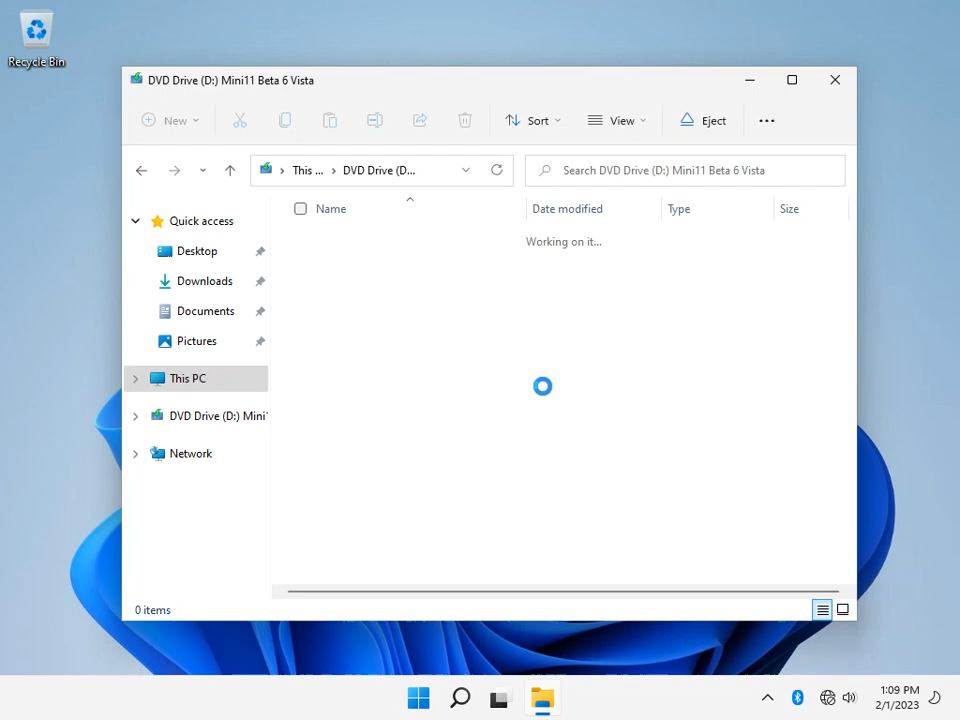 Recycle Bin
DVD Drive (D:) Mini11 Beta 6 Vista
New
Sort
View
Eject
This ...
DVD Drive (D...
Search DVD Drive (D:) Mini11 Beta 6 Vista
Name
Date modified
Type
Size
Working on it...
Quick access
Desktop
Downloads
Documents
Pictures
This PC
DVD Drive (D:) Mini
Network
0 items
1:09 PM
2/1/2023